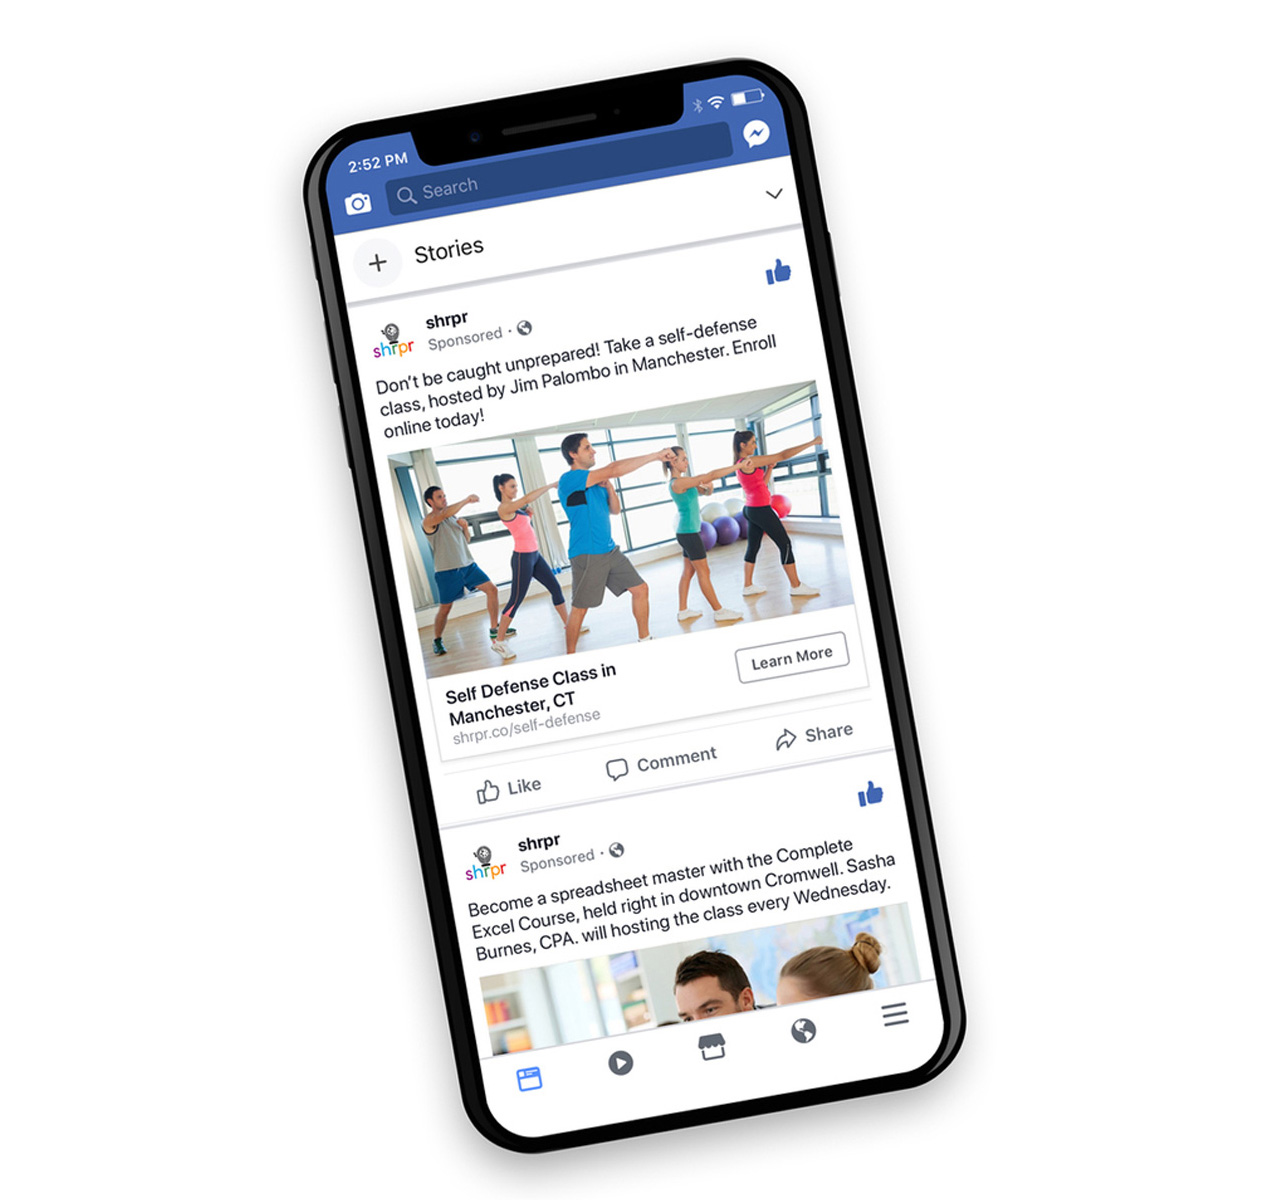 2:52 PM
Search
Stories
shrpr
shrpr
Sponsored ·
Don't be caught unprepared! Take a self-defense
class, hosted by Jim Palombo in Manchester. Enroll
online today!
Self Defense Class in
Manchester, CT
shrpr.co/self-defense
Learn More
Like
Comment
Share
shrpr
shrpr
Sponsored ·
Become a spreadsheet master with the Complete
Excel Course, held right in downtown Cromwell. Sasha
Burnes, CPA. will hosting the class every Wednesday.